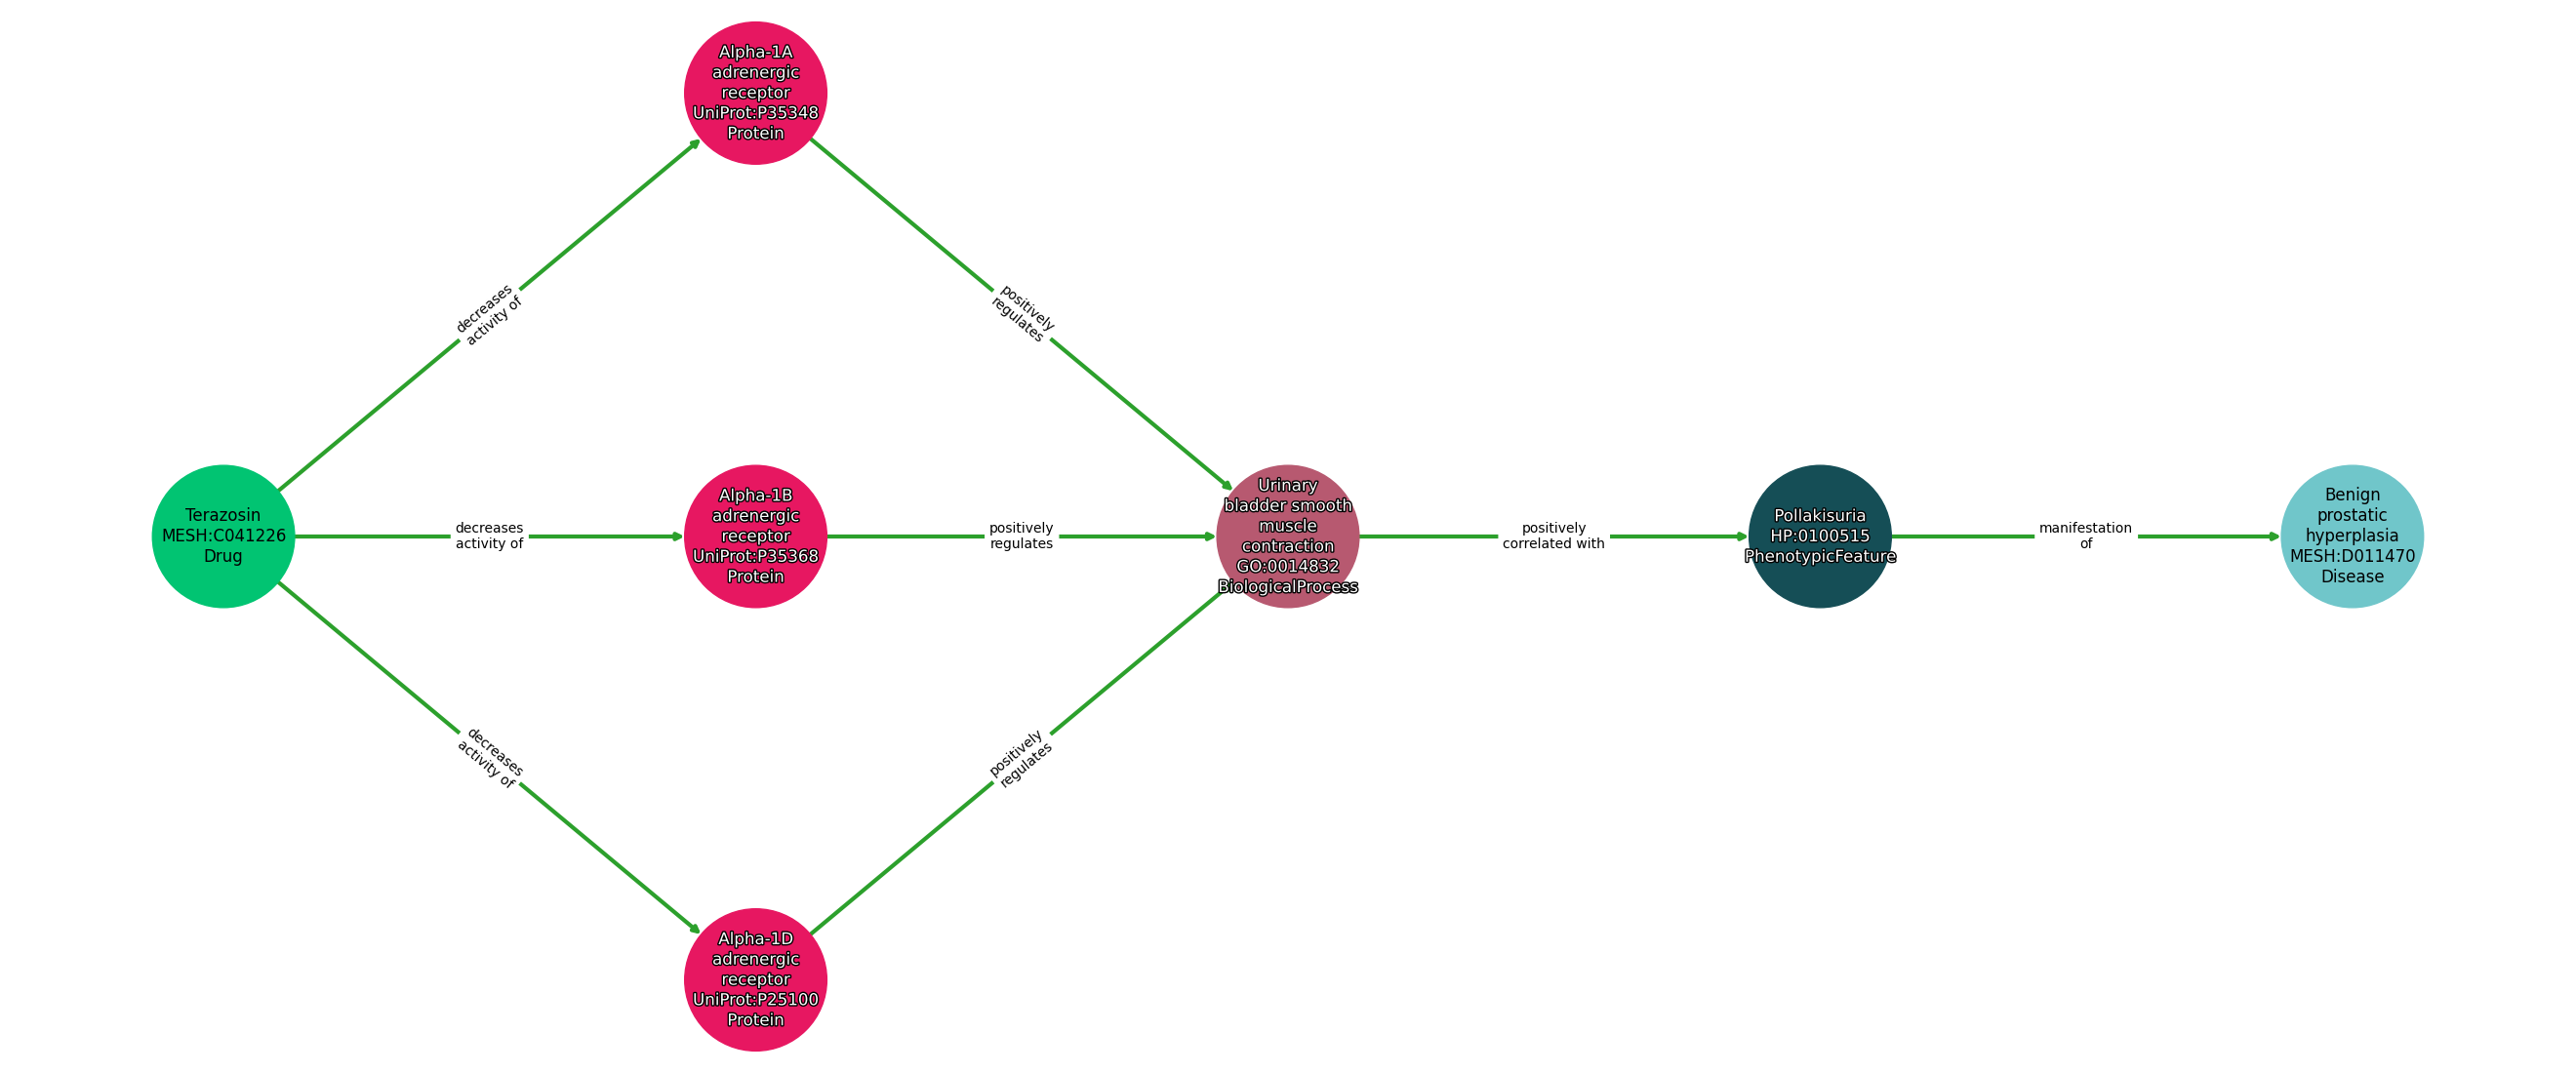 Alpha-1A
adrenergic
receptor
UniProt:P35348
Protein
decreases
activity of
positively
regulates
Terazosin
MESH:C041226
Drug
decreases
activity of
Alpha-1B
adrenergic
receptor
UniProt:P35368
Protein
positively
regulates
Urinary
bladder smooth
muscle
contraction
GO:0014832
BiologicalProcess
positively
correlated with
Pollakisuria
HP:0100515
PhenotypicFeature
manifestation
of
Benign
prostatic
hyperplasia
MESH:D011470
Disease
decreases
activity of
positively
regulates
Alpha-1D
adrenergic
receptor
UniProt:P25100
Protein